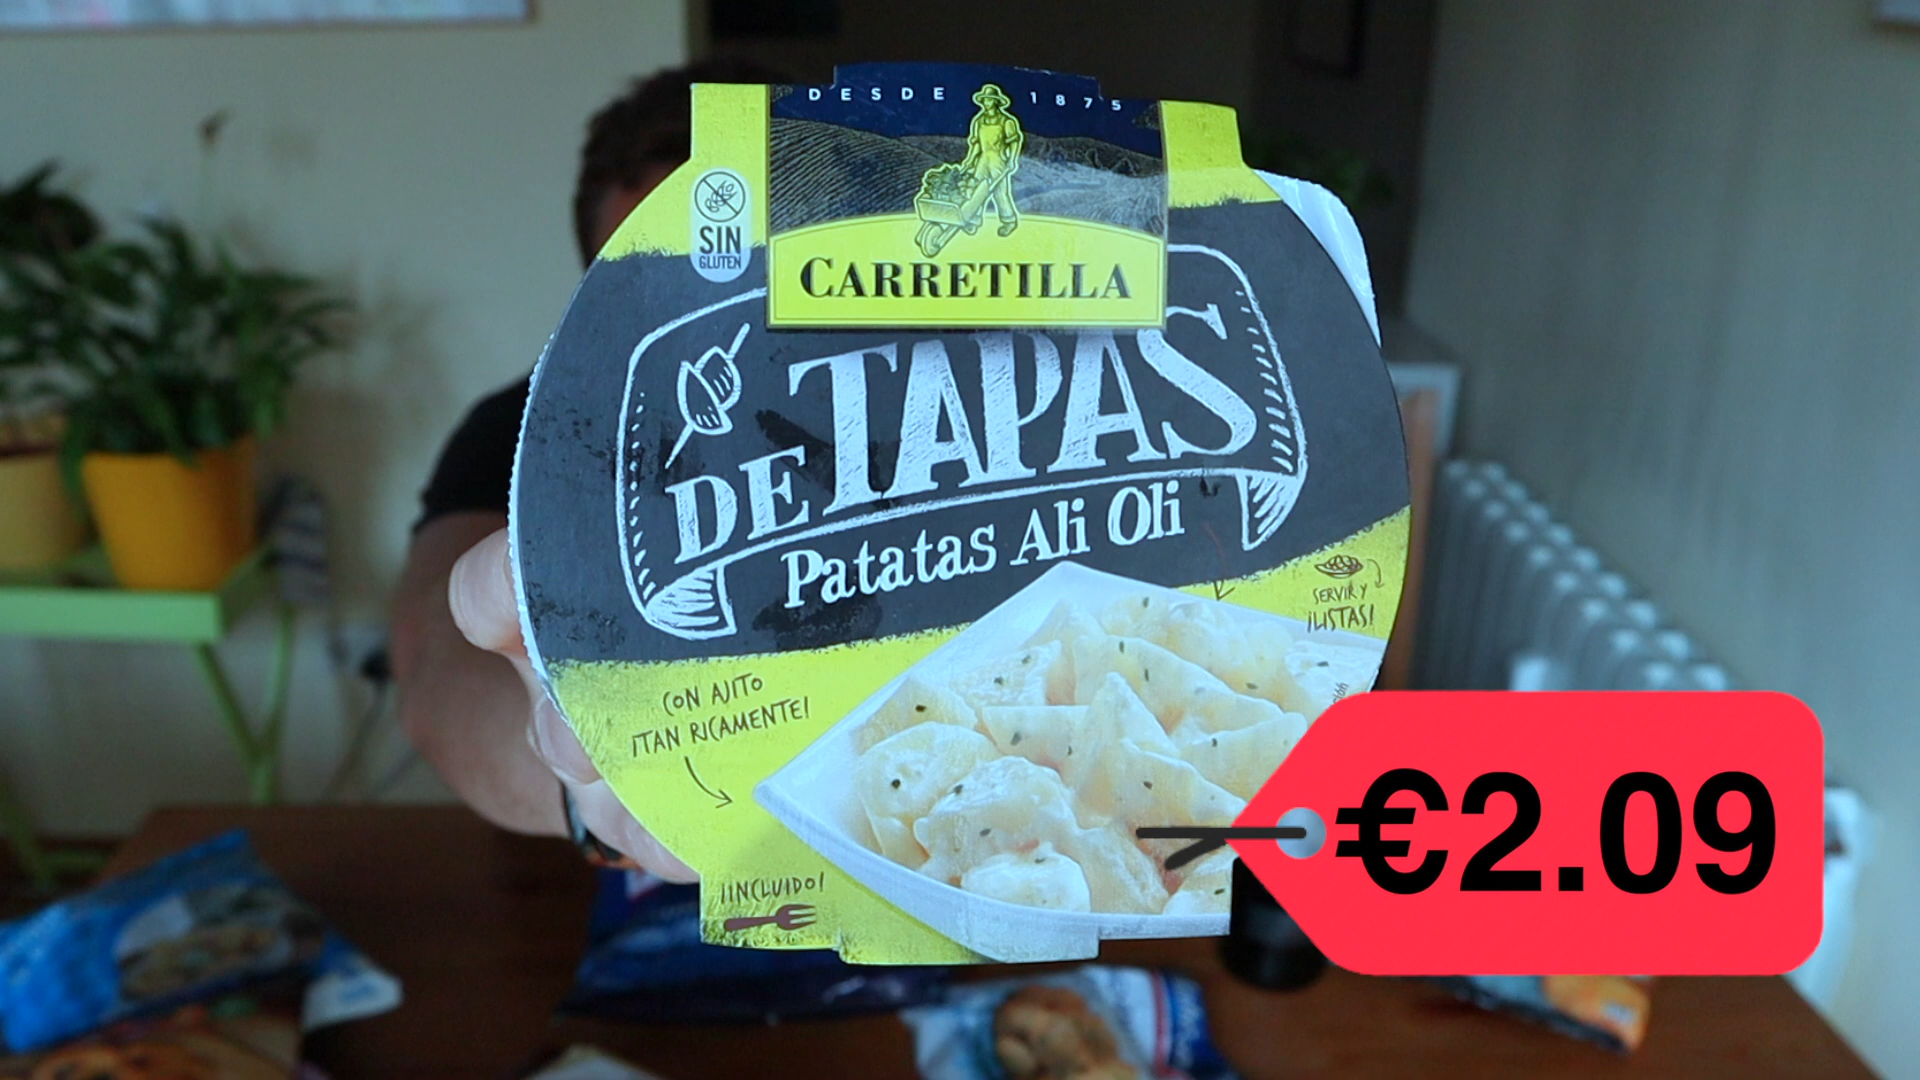 DESDE 1875
SIN
GLUTEN
CARRETILLA
DE TAPAS
Patatas Ali Oli
SERVIR Y
¡LISTAS!
CON AJITO
¡TAN RICAMENTE!
¡INCLUIDO!
€2.09